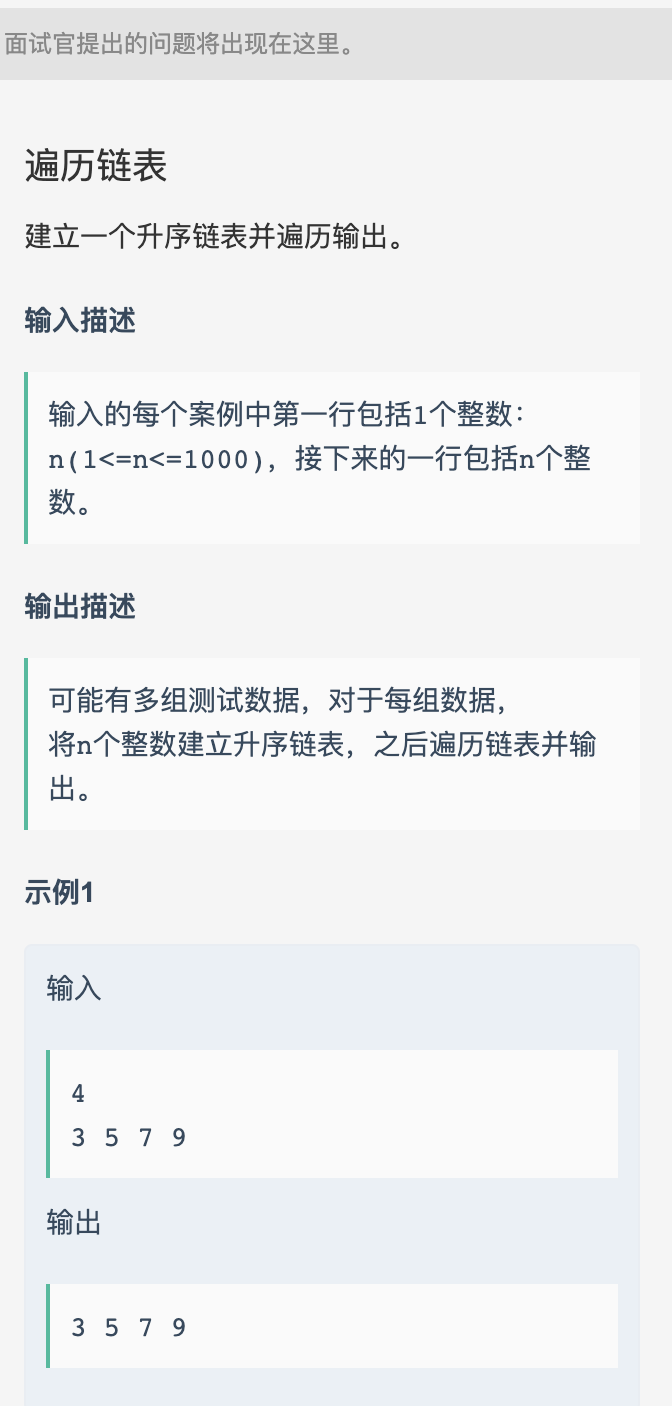 面试官提出的问题将出现在这里。
遍历链表
建立一个升序链表并遍历输出。
输入描述
输入的每个案例中第一行包括1个整数：
n(1<=n<=1000)，接下来的一行包括n个整
数。
输出描述
可能有多组测试数据，对于每组数据，
将n个整数建立升序链表，之后遍历链表并输
出。
示例1
输入
4
3 5 7 9
输出
3 5 7 9